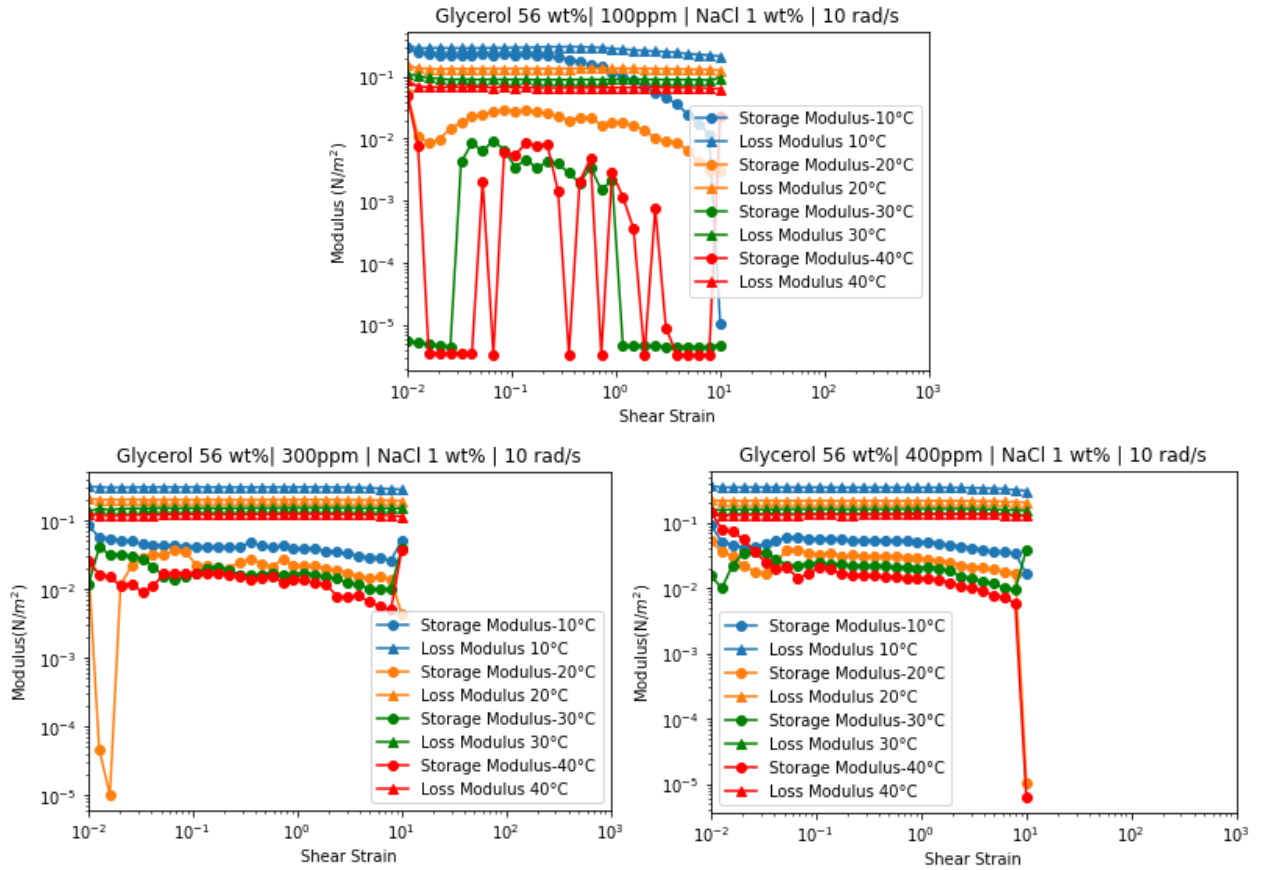 Glycerol 56 wt%| 100ppm | NaCl 1 wt% | 10 rad/s
Modulus (N/m²)
10⁻¹
10⁻²
10⁻³
10⁻⁴
10⁻⁵
Storage Modulus-10°C
Loss Modulus 10°C
Storage Modulus-20°C
Loss Modulus 20°C
Storage Modulus-30°C
Loss Modulus 30°C
Storage Modulus-40°C
Loss Modulus 40°C
10⁻² 10⁻¹ 10⁰ 10¹ 10² 10³
Shear Strain
Glycerol 56 wt%| 300ppm | NaCl 1 wt% | 10 rad/s
Modulus(N/m²)
10⁻¹
10⁻²
10⁻³
10⁻⁴
10⁻⁵
Storage Modulus-10°C
Loss Modulus 10°C
Storage Modulus-20°C
Loss Modulus 20°C
Storage Modulus-30°C
Loss Modulus 30°C
Storage Modulus-40°C
Loss Modulus 40°C
10⁻² 10⁻¹ 10⁰ 10¹ 10² 10³
Shear Strain
Glycerol 56 wt%| 400ppm | NaCl 1 wt% | 10 rad/s
Modulus(N/m²)
10⁻¹
10⁻²
10⁻³
10⁻⁴
10⁻⁵
Storage Modulus-10°C
Loss Modulus 10°C
Storage Modulus-20°C
Loss Modulus 20°C
Storage Modulus-30°C
Loss Modulus 30°C
Storage Modulus-40°C
Loss Modulus 40°C
10⁻² 10⁻¹ 10⁰ 10¹ 10² 10³
Shear Strain